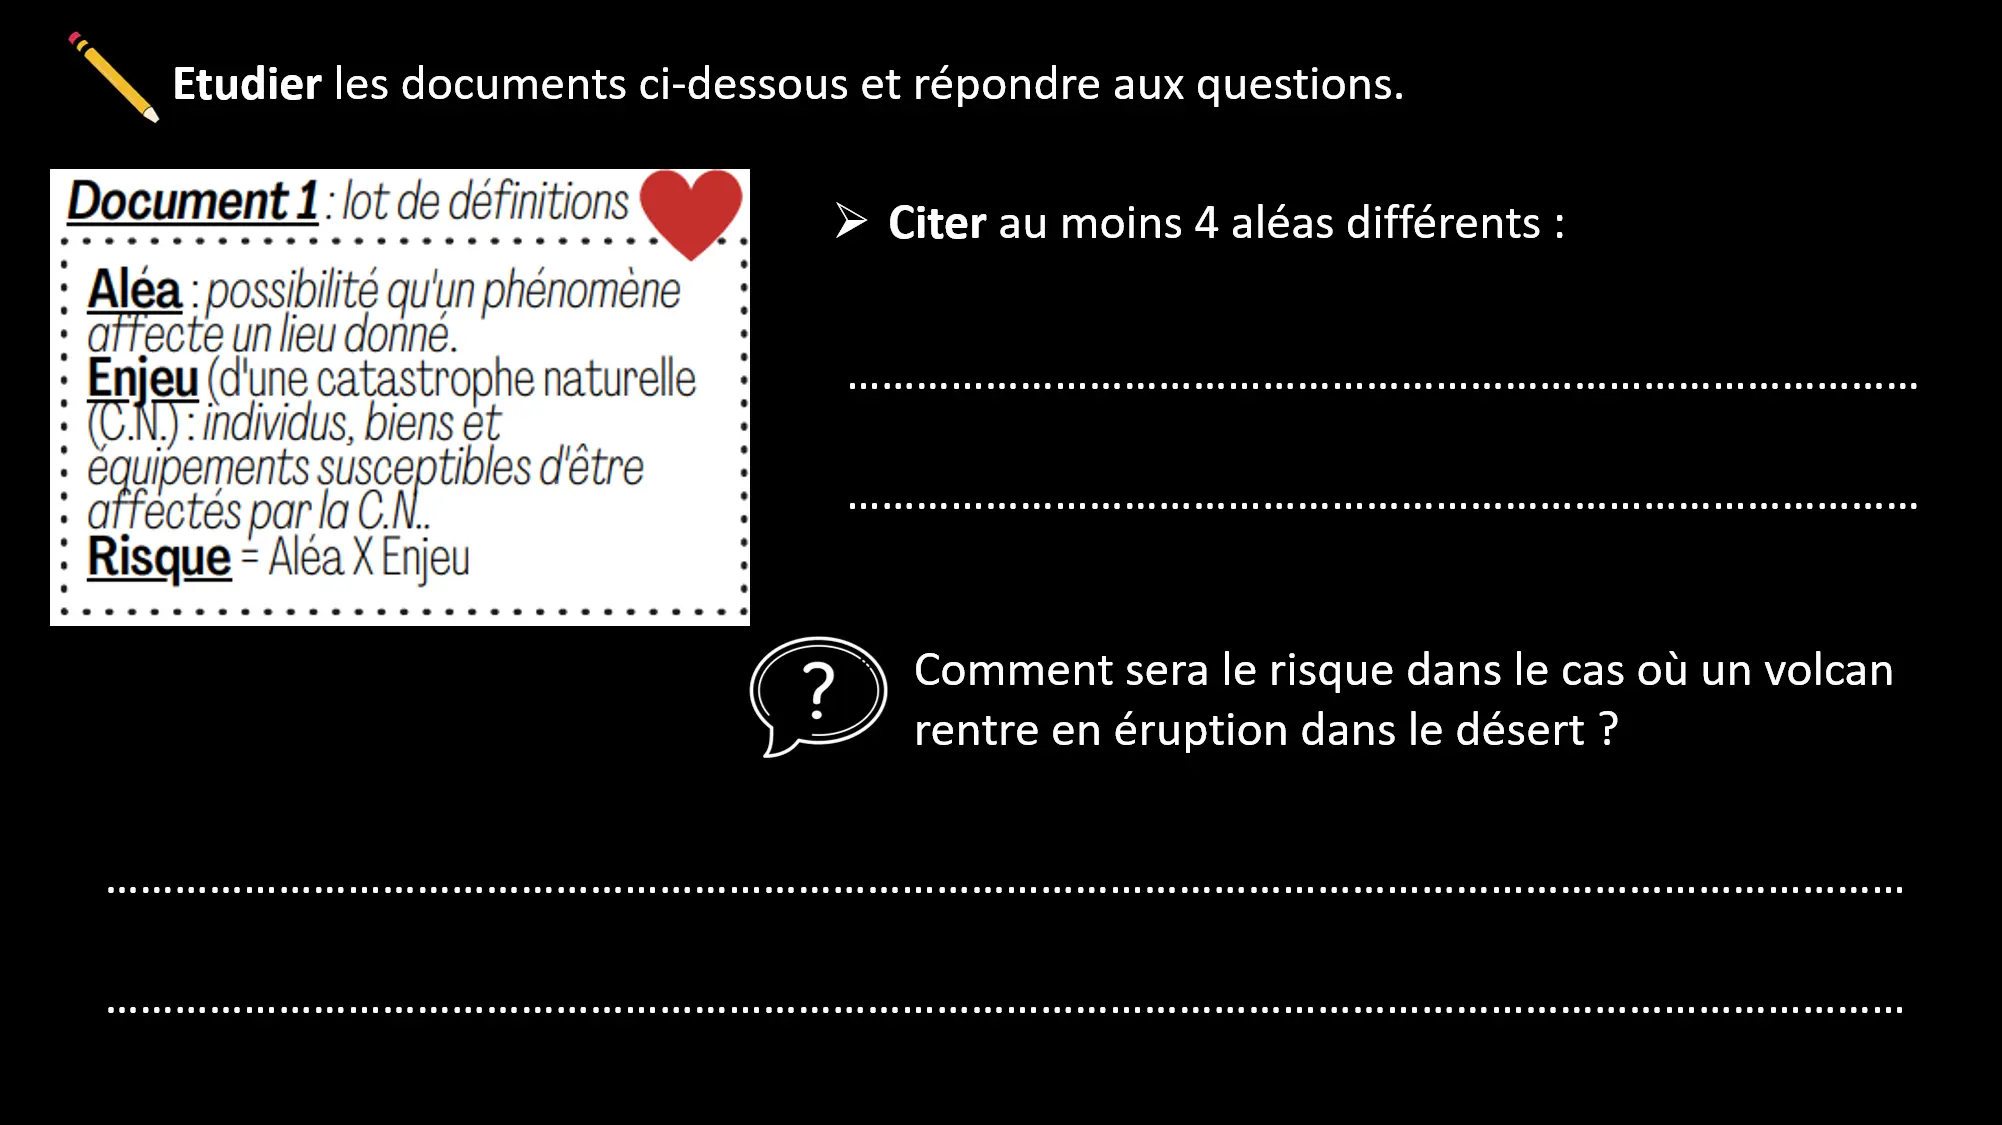 Etudier les documents ci-dessous et répondre aux questions.
Document 1 : lot de définitions
Aléa : possibilité qu'un phénomène
affecte un lieu donné.
Enjeu (d'une catastrophe naturelle
(C.N.) : individus, biens et
équipements susceptibles d'être
affectés par la C.N..
Risque = Aléa X Enjeu
➢ Citer au moins 4 aléas différents :
?
Comment sera le risque dans le cas où un volcan
rentre en éruption dans le désert ?